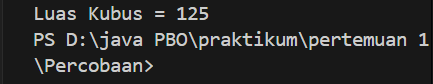 Luas Kubus = 125
PS D:\java PBO\praktikum\pertemuan 1
\Percobaan>